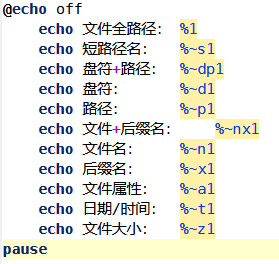 @echo off
echo 文件全路径: %1
echo 短路径名: %~s1
echo 盘符+路径: %~dp1
echo 盘符: %~d1
echo 路径: %~p1
echo 文件+后缀名: %~nx1
echo 文件名: %~n1
echo 后缀名: %~x1
echo 文件属性: %~a1
echo 日期/时间: %~t1
echo 文件大小: %~z1
pause